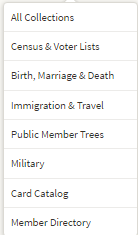 All Collections
Census & Voter Lists
Birth, Marriage & Death
Immigration & Travel
Public Member Trees
Military
Card Catalog
Member Directory